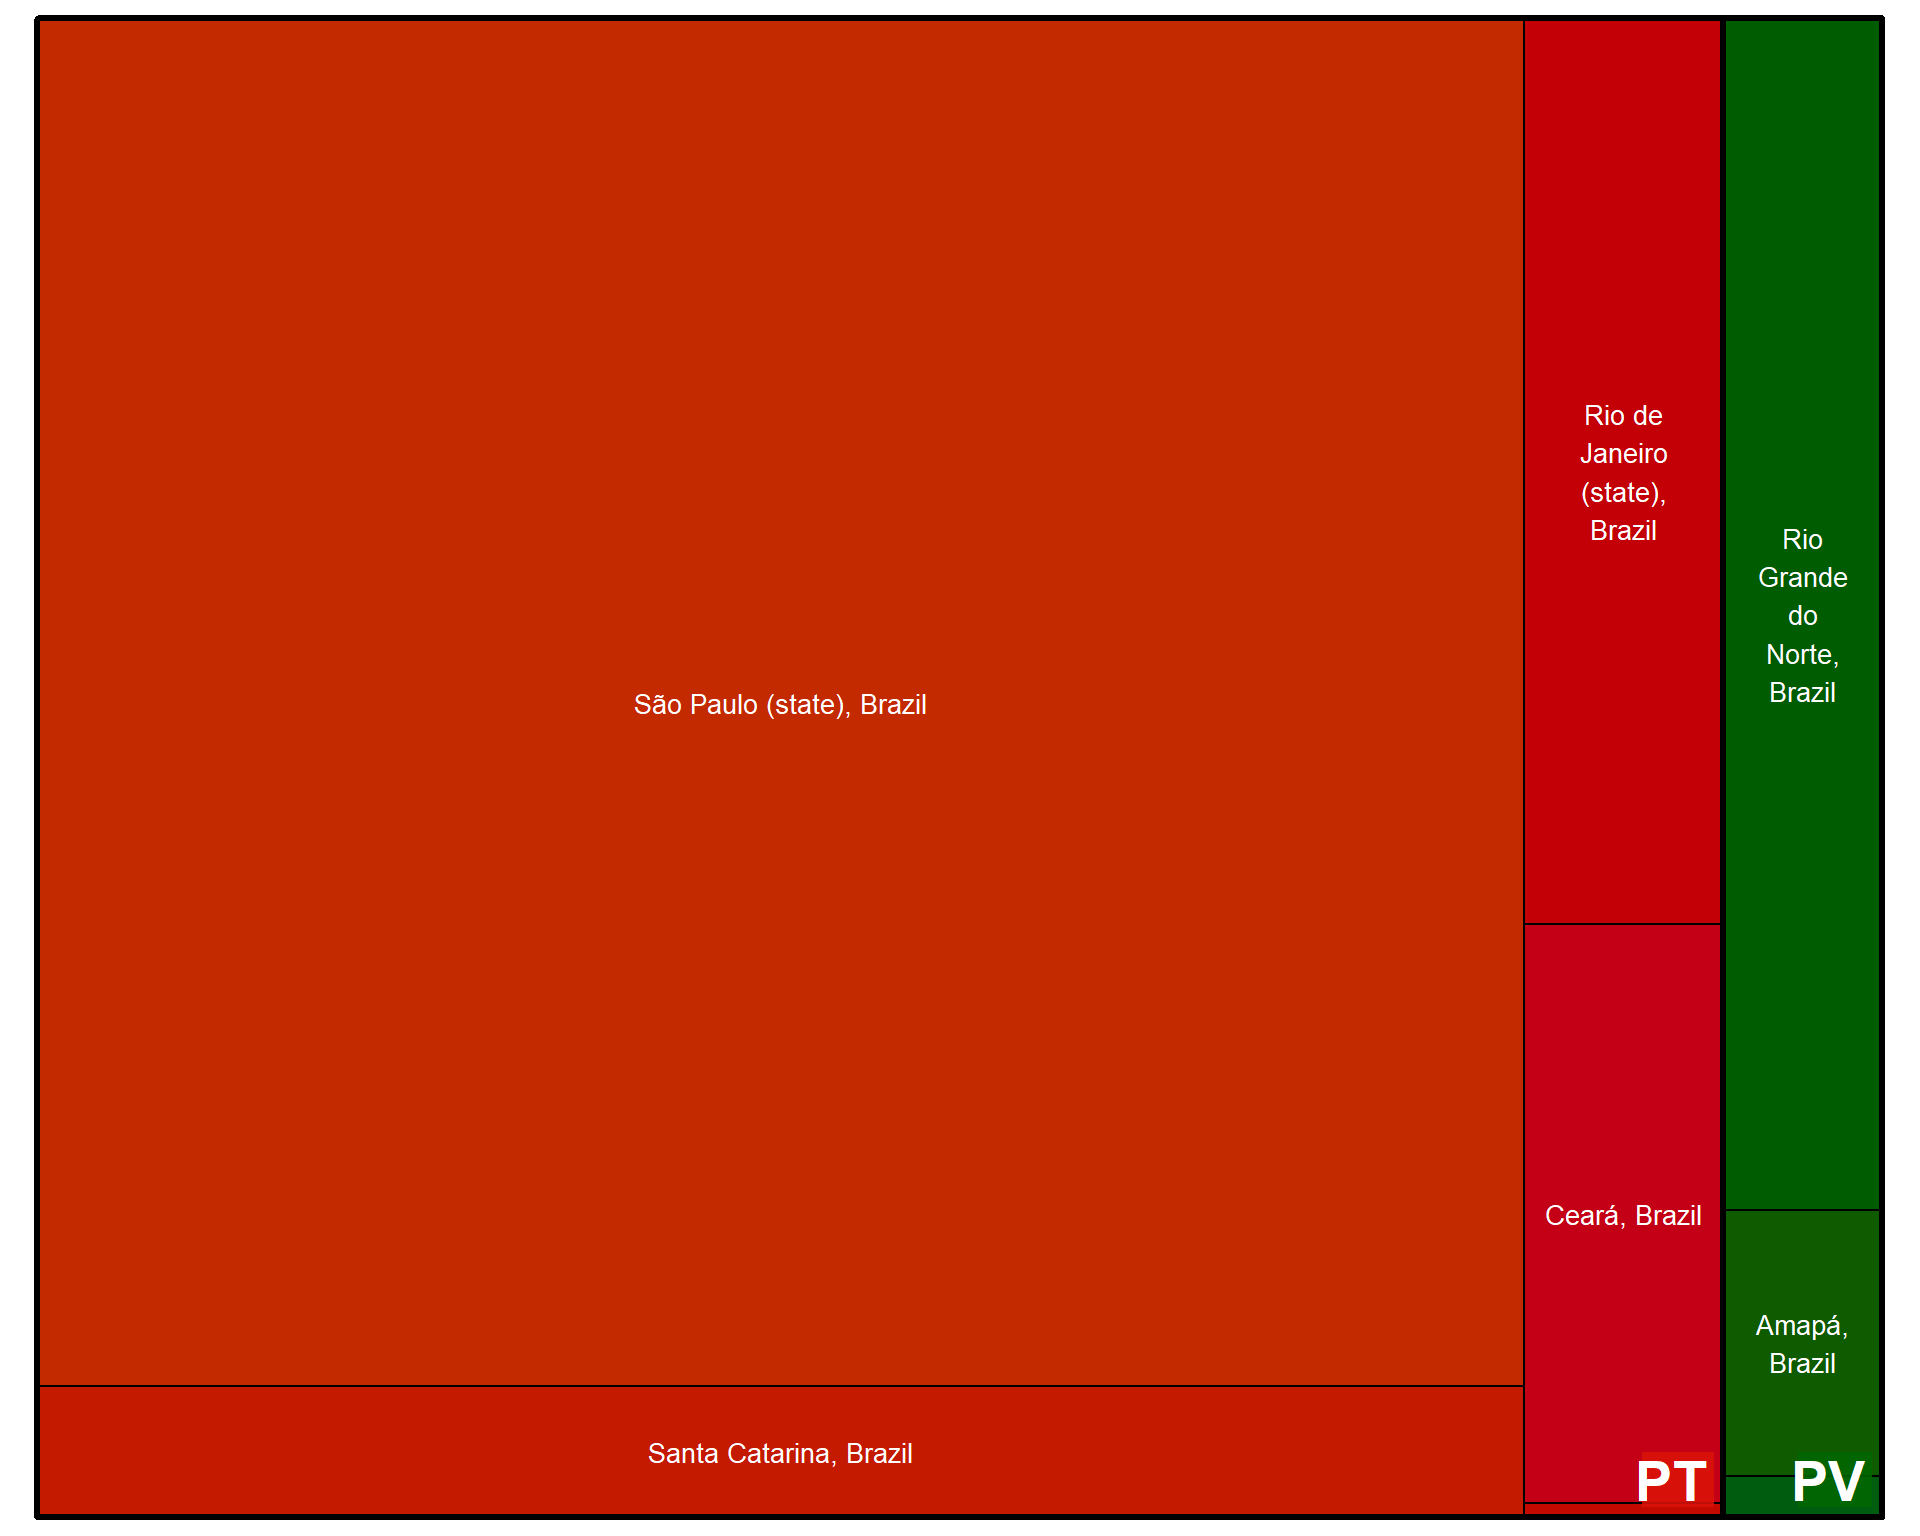 São Paulo (state), Brazil
Santa Catarina, Brazil
Rio de
Janeiro
(state),
Brazil
Ceará, Brazil
PT
Rio
Grande
do
Norte,
Brazil
Amapá,
Brazil
PV